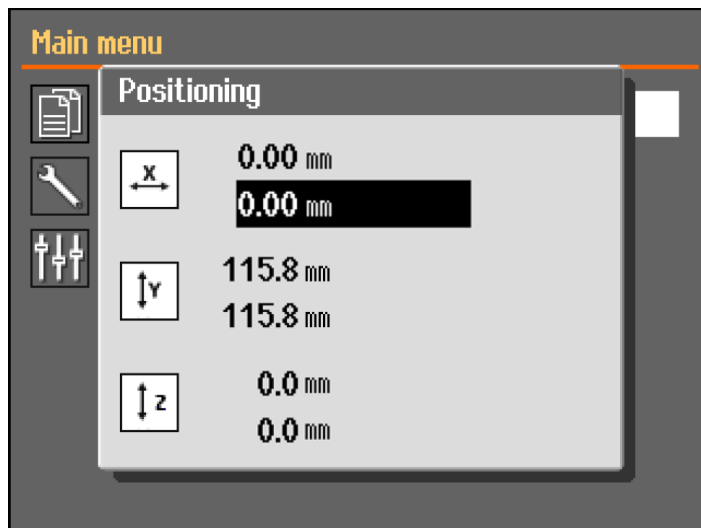 Main menu
Positioning
X
0.00 mm
0.00 mm
Y
115.8 mm
115.8 mm
Z
0.0 mm
0.0 mm